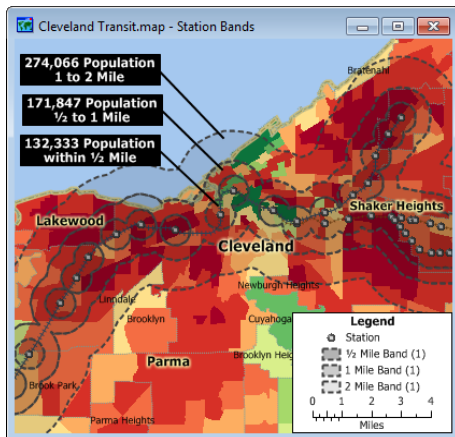 Cleveland Transit.map - Station Bands
274,066 Population
1 to 2 Mile
Bratenahl
171,847 Population
½ to 1 Mile
132,333 Population
within ½ Mile
Lakewood
Shaker Heights
Cleveland
Newburgh Heights
Linndale
Brooklyn
Cuyahoga
Parma
Brooklyn Heig
Brook Park
Parma Heights
Legend
Station
½ Mile Band (1)
1 Mile Band (1)
2 Mile Band (1)
0 1 2 3 4
Miles